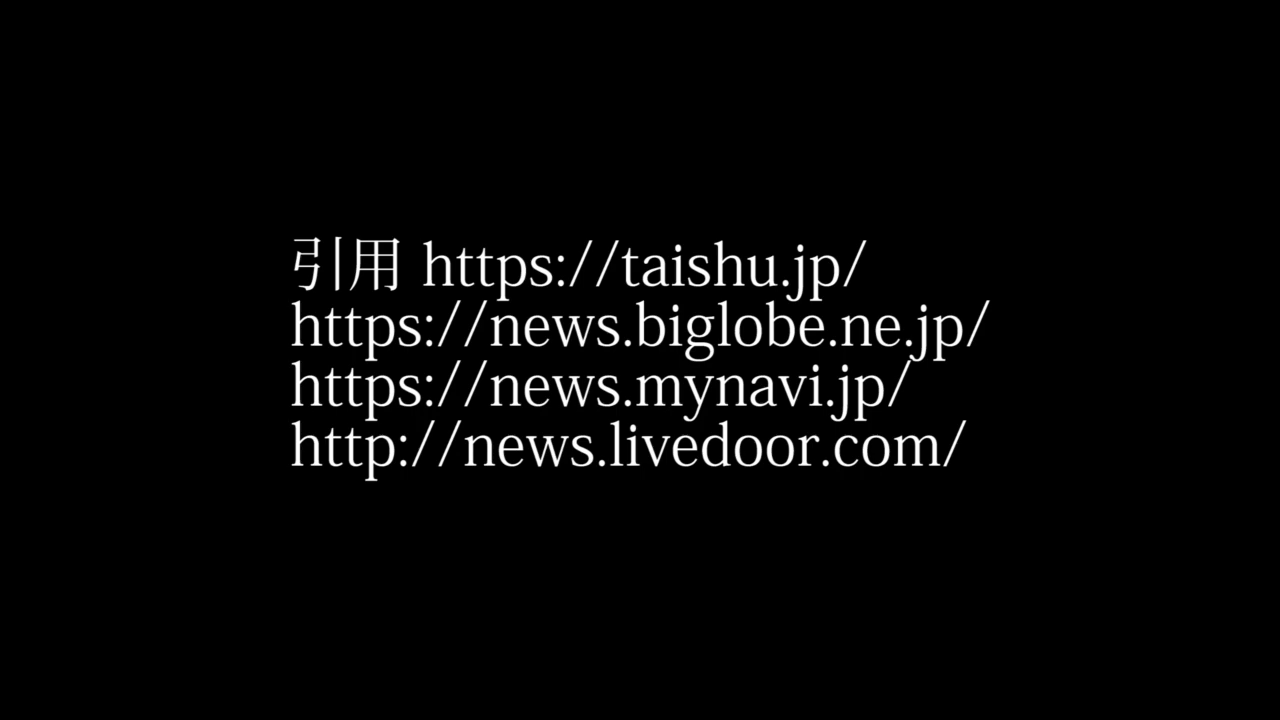 引用 https://taishu.jp/
https://news.biglobe.ne.jp/
https://news.mynavi.jp/
http://news.livedoor.com/